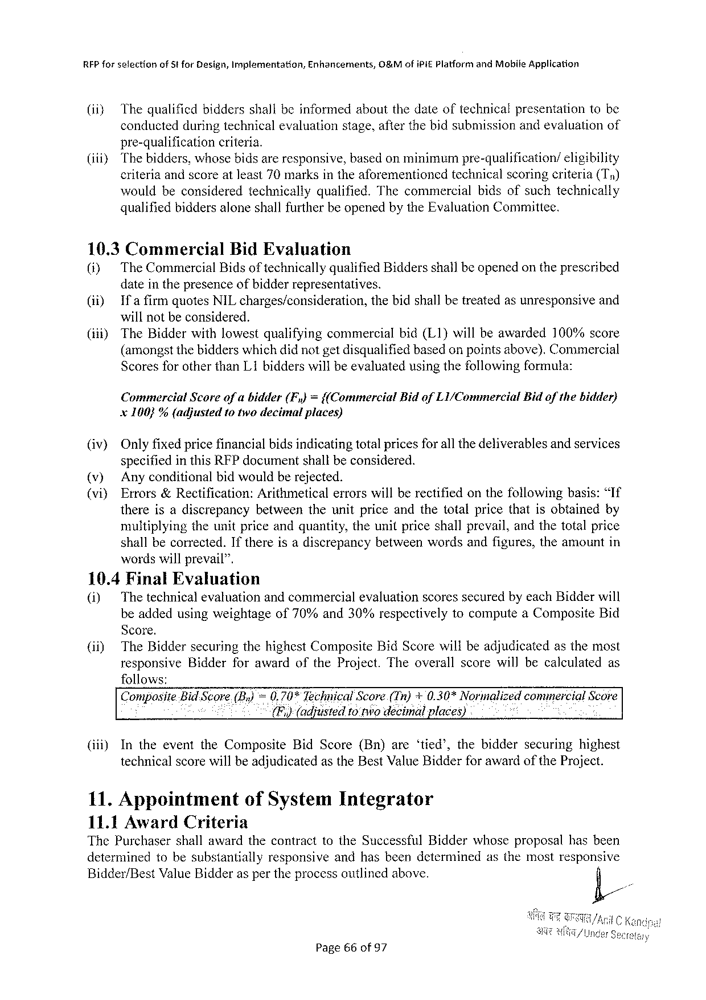 RFP for selection of SI for Design, Implementation, Enhancements, O&M of iPIE Platform and Mobile Application
(ii) The qualified bidders shall be informed about the date of technical presentation to be
conducted during technical evaluation stage, after the bid submission and evaluation of
pre-qualification criteria.
(iii) The bidders, whose bids are responsive, based on minimum pre-qualification/ eligibility
criteria and score at least 70 marks in the aforementioned technical scoring criteria (Tn)
would be considered technically qualified. The commercial bids of such technically
qualified bidders alone shall further be opened by the Evaluation Committee.
10.3 Commercial Bid Evaluation
(i) The Commercial Bids of technically qualified Bidders shall be opened on the prescribed
date in the presence of bidder representatives.
(ii) If a firm quotes NIL charges/consideration, the bid shall be treated as unresponsive and
will not be considered.
(iii) The Bidder with lowest qualifying commercial bid (L1) will be awarded 100% score
(amongst the bidders which did not get disqualified based on points above). Commercial
Scores for other than L1 bidders will be evaluated using the following formula:
Commercial Score of a bidder (Fn) = {(Commercial Bid of L1/Commercial Bid of the bidder)
x 100} % (adjusted to two decimal places)
(iv) Only fixed price financial bids indicating total prices for all the deliverables and services
specified in this RFP document shall be considered.
(v) Any conditional bid would be rejected.
(vi) Errors & Rectification: Arithmetical errors will be rectified on the following basis: “If
there is a discrepancy between the unit price and the total price that is obtained by
multiplying the unit price and quantity, the unit price shall prevail, and the total price
shall be corrected. If there is a discrepancy between words and figures, the amount in
words will prevail”.
10.4 Final Evaluation
(i) The technical evaluation and commercial evaluation scores secured by each Bidder will
be added using weightage of 70% and 30% respectively to compute a Composite Bid
Score.
(ii) The Bidder securing the highest Composite Bid Score will be adjudicated as the most
responsive Bidder for award of the Project. The overall score will be calculated as
follows:
Composite Bid Score (Bn) = 0.70* Technical Score (Tn) + 0.30* Normalized commercial Score
(Fn) (adjusted to two decimal places)
(iii) In the event the Composite Bid Score (Bn) are ‘tied’, the bidder securing highest
technical score will be adjudicated as the Best Value Bidder for award of the Project.
11. Appointment of System Integrator
11.1 Award Criteria
The Purchaser shall award the contract to the Successful Bidder whose proposal has been
determined to be substantially responsive and has been determined as the most responsive
Bidder/Best Value Bidder as per the process outlined above.
अनिल चन्द्र काण्डपाल/Anil C Kandpal
अवर सचिव/Under Secretary
Page 66 of 97